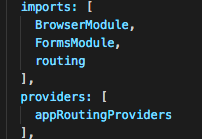 imports: [
BrowserModule,
FormsModule,
routing
],
providers: [
appRoutingProviders
],